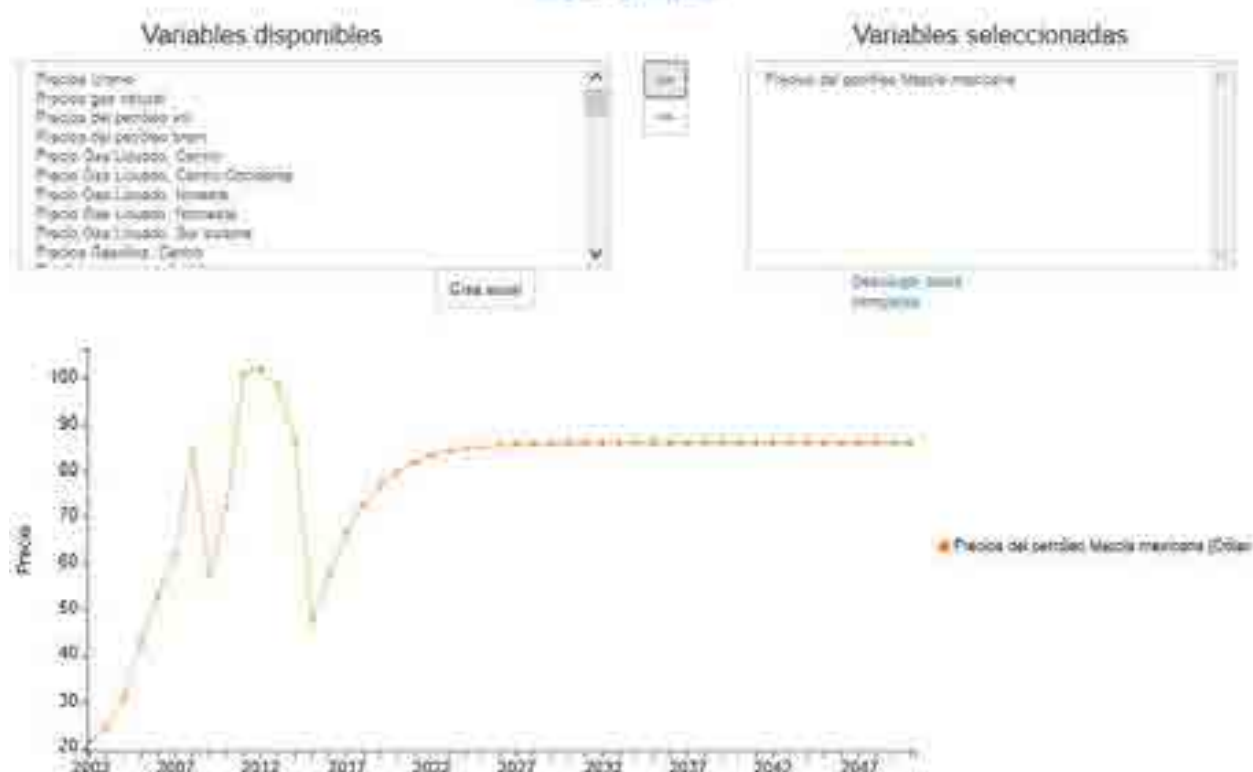 Variables disponibles
Variables seleccionadas
Precios gas natural
Precios del petróleo wti
Precios del petróleo brent
Precio Gas Licuado, Centro
Precio Gas Licuado, Centro Occidente
Precio Gas Licuado, Noreste
Precio Gas Licuado, Noroeste
Precio Gas Licuado, Sur sureste
Precios Gasolina, Centro
Precios del petróleo Mezcla mexicana
Crea excel
100
90
80
70
60
50
40
30
20
Precio
2002 2007 2012 2017 2022 2027 2032 2037 2042 2047
Precios del petróleo Mezcla mexicana